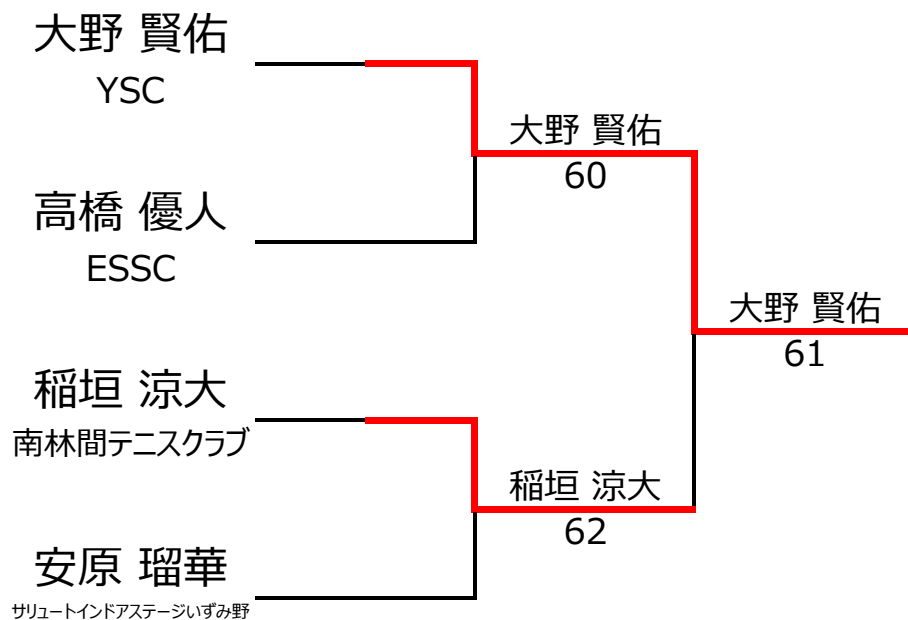 大野 賢佑
YSC
大野 賢佑
60
高橋 優人
ESSC
大野 賢佑
61
稲垣 涼大
南林間テニスクラブ
稲垣 涼大
62
安原 瑠華
サリュートインドアステージいずみ野